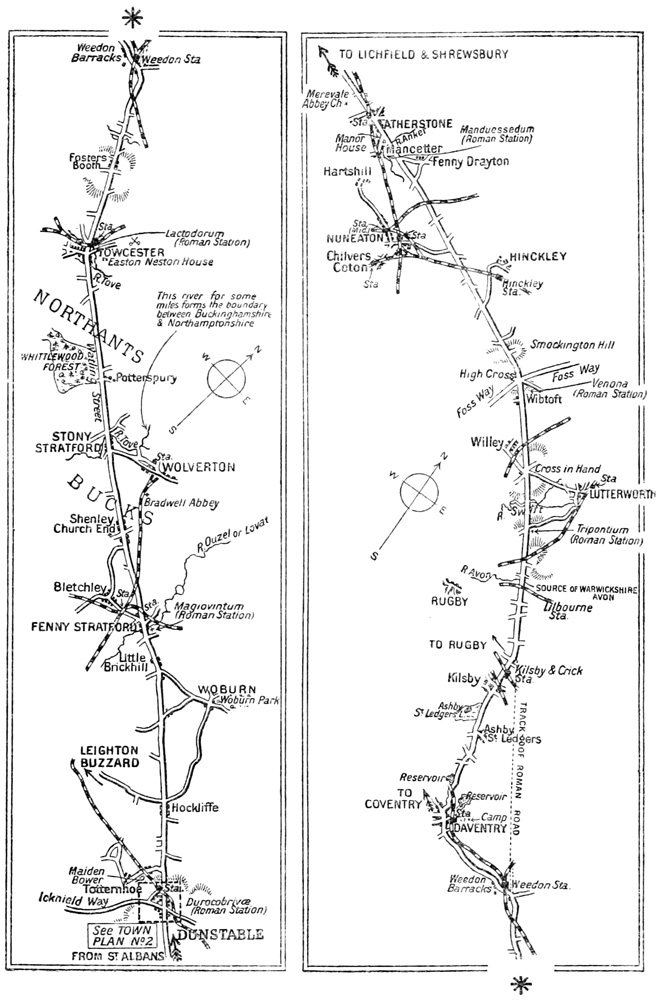 Weedon
Barracks
Weedon Sta
Fosters
Booth
Sta.
Lactodorum
(Roman Station)
TOWCESTER
Easton Neston House
R. Tove
This river for some
miles forms the boundary
between Buckinghamshire
& Northamptonshire
NORTHANTS
WHITTLEWOOD
FOREST
Watling Street
Potterspury
W
N
S
E
STONY
STRATFORD
R. Tove
Sta.
WOLVERTON
BUCKS
Bradwell Abbey
Shenley
Church End
R. Ouzel or Lovat
Bletchley
Sta.
Sta.
Magiovintum
(Roman Station)
FENNY STRATFORD
Little
Brickhill
WOBURN
Woburn Park
LEIGHTON
BUZZARD
Hockliffe
Maiden
Bower
Totternhoe
Sta.
Icknield Way
Durocobrivæ
(Roman Station)
See TOWN
PLAN Nº2
DUNSTABLE
FROM ST ALBANS
TO LICHFIELD & SHREWSBURY
Merevale
Abbey Ch.
Sta.
ATHERSTONE
R. Anker
Manor
House
Mancetter
Manduessedum
(Roman Station)
Fenny Drayton
Hartshill
Sta.
(Mid.)
NUNEATON
Sta
Chilvers
Coton
Sta
HINCKLEY
Hinckley
Sta.
Smockington Hill
High Cross
Foss Way
Foss Way
Venona
(Roman Station)
Wibtoft
Willey
W
N
S
E
Cross in Hand
Sta
LUTTERWORTH
R. Swift
Tripontium
(Roman Station)
R. Avon
SOURCE OF WARWICKSHIRE
AVON
RUGBY
Lilbourne
Sta.
TO RUGBY
Kilsby & Crick
Sta.
Kilsby
Ashby
St Ledgers L.
Ashby
St Ledgers
TRACK OF ROMAN ROAD
Reservoir
TO
COVENTRY
Reservoir
Sta
Camp
DAVENTRY
Weedon
Barracks
Weedon Sta.